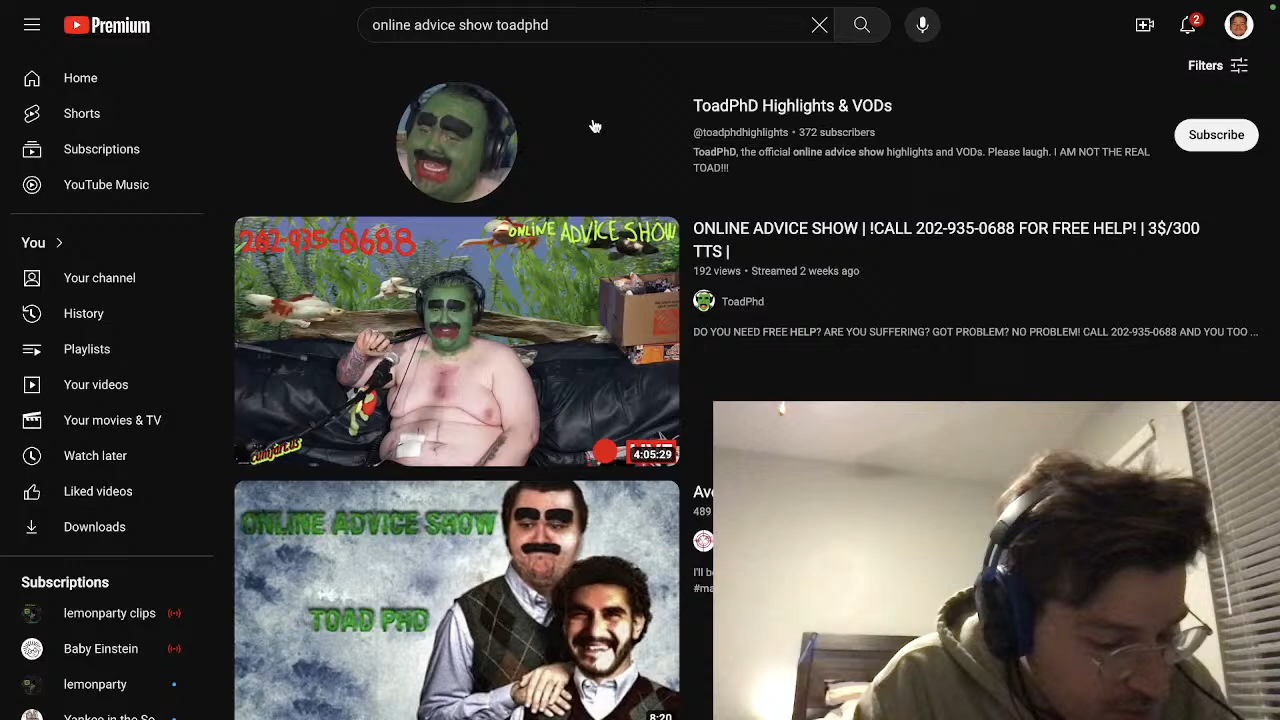 Premium
online advice show toadphd
2
Filters
Home
Shorts
Subscriptions
YouTube Music
You
Your channel
History
Playlists
Your videos
Your movies & TV
Watch later
Liked videos
Downloads
Subscriptions
lemonparty clips
Baby Einstein
lemonparty
Yankee in the So
ToadPhD Highlights & VODs
@toadphdhighlights • 372 subscribers
ToadPhD, the official online advice show highlights and VODs. Please laugh. I AM NOT THE REAL
TOAD!!!
Subscribe
202-935-0688
ONLINE ADVICE SHOW
cumjar.us
LIVE
4:05:29
ONLINE ADVICE SHOW | !CALL 202-935-0688 FOR FREE HELP! | 3$/300
TTS |
192 views • Streamed 2 weeks ago
ToadPhd
DO YOU NEED FREE HELP? ARE YOU SUFFERING? GOT PROBLEM? NO PROBLEM! CALL 202-935-0688 AND YOU TOO ...
ONLINE ADVICE SHOW
TOAD PHD
8:20
Ave
489
I'll b
#ma